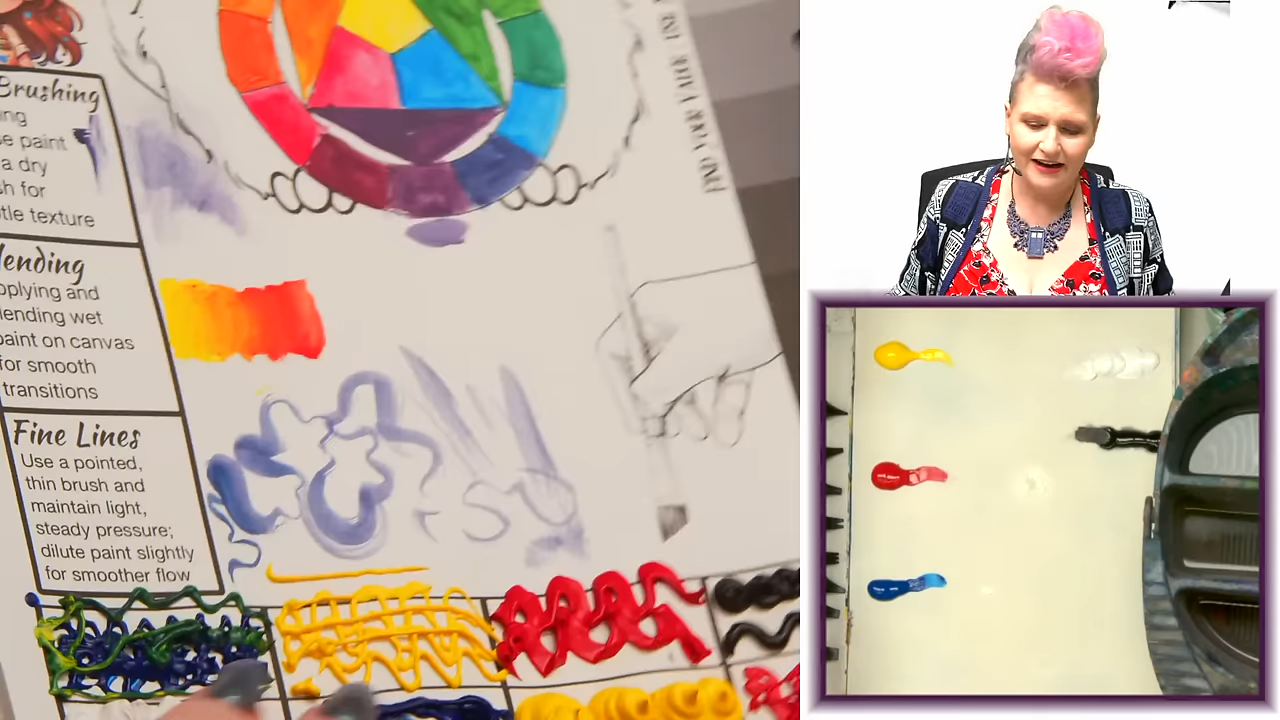 Brushing
ing
se paint
a dry
sh for
tle texture
lending
pplying and
lending wet
paint on canvas
for smooth
transitions
Fine Lines
Use a pointed,
thin brush and
maintain light,
steady pressure;
dilute paint slightly
for smoother flow